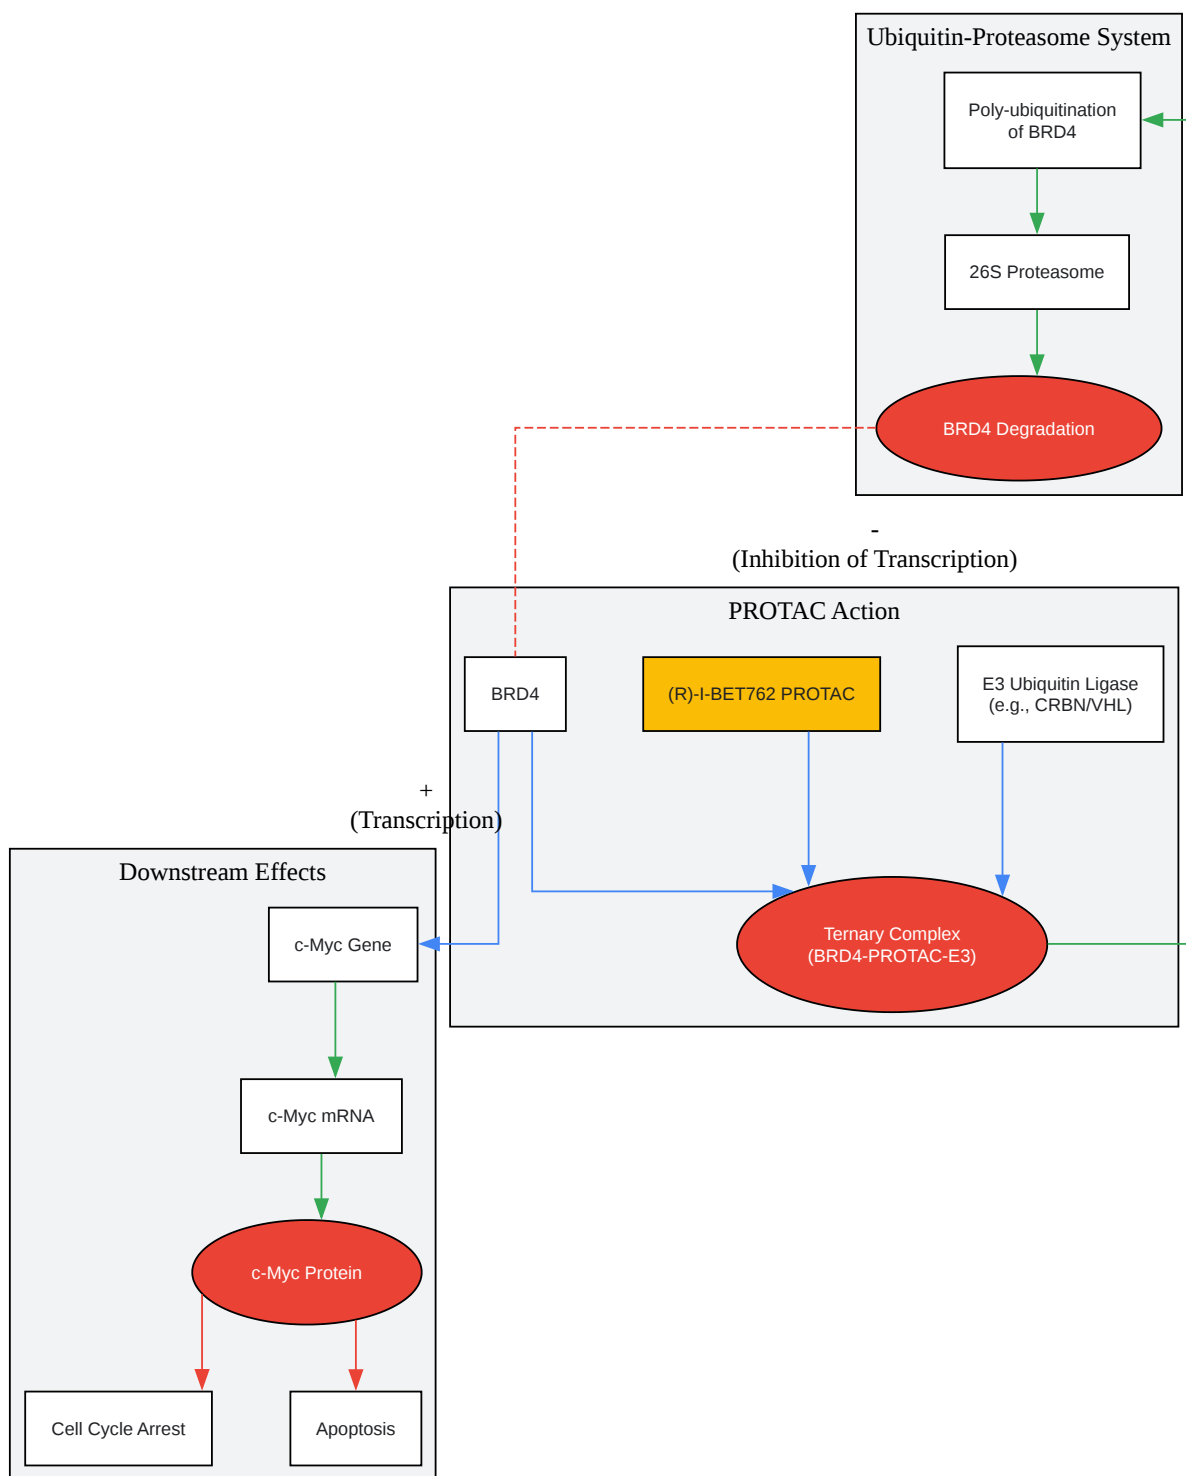 Ubiquitin-Proteasome System
Poly-ubiquitination
of BRD4
26S Proteasome
BRD4 Degradation
-
(Inhibition of Transcription)
PROTAC Action
BRD4
(R)-I-BET762 PROTAC
E3 Ubiquitin Ligase
(e.g., CRBN/VHL)
+
(Transcription)
Downstream Effects
c-Myc Gene
Ternary Complex
(BRD4-PROTAC-E3)
c-Myc mRNA
c-Myc Protein
Cell Cycle Arrest
Apoptosis